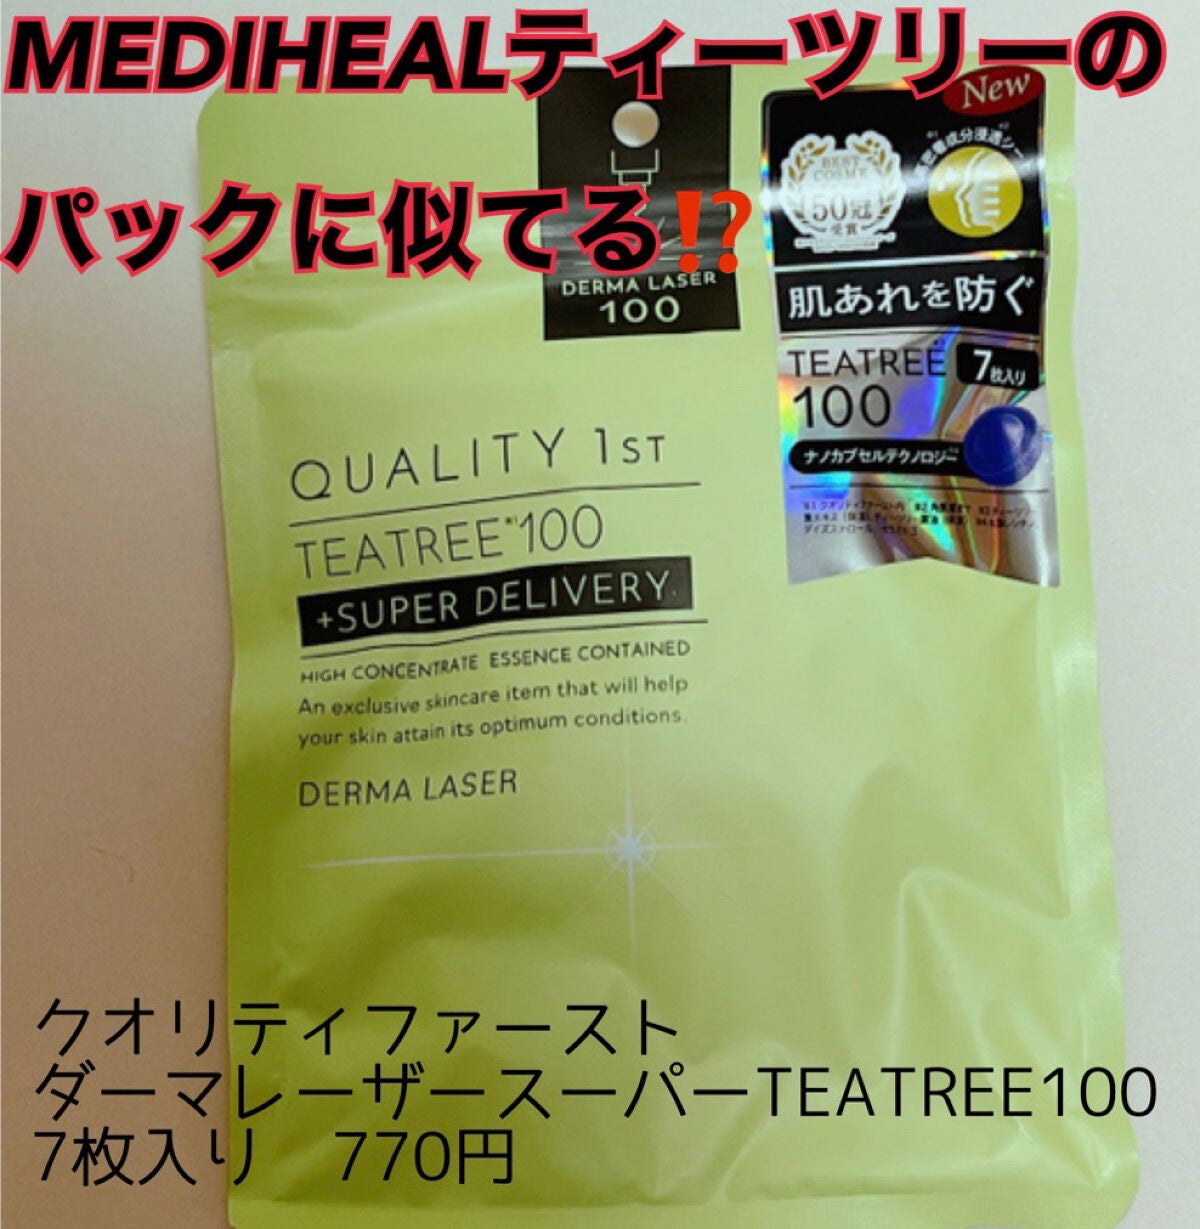 MEDIHEALティーツリーの
パックに似てる⁉️
New
BEST
COSME
50冠
受賞
DERMA LASER
100
肌あれを防ぐ
TEATREE
100
7枚入り
ナノカプセルテクノロジー
QUALITY 1ST
TEATREE※1100
+SUPER DELIVERY.
HIGH CONCENTRATE ESSENCE CONTAINED
An exclusive skincare item that will help
your skin attain its optimum conditions.
DERMA LASER
クオリティファースト
ダーマレーザースーパーTEATREE100
7枚入り 770円